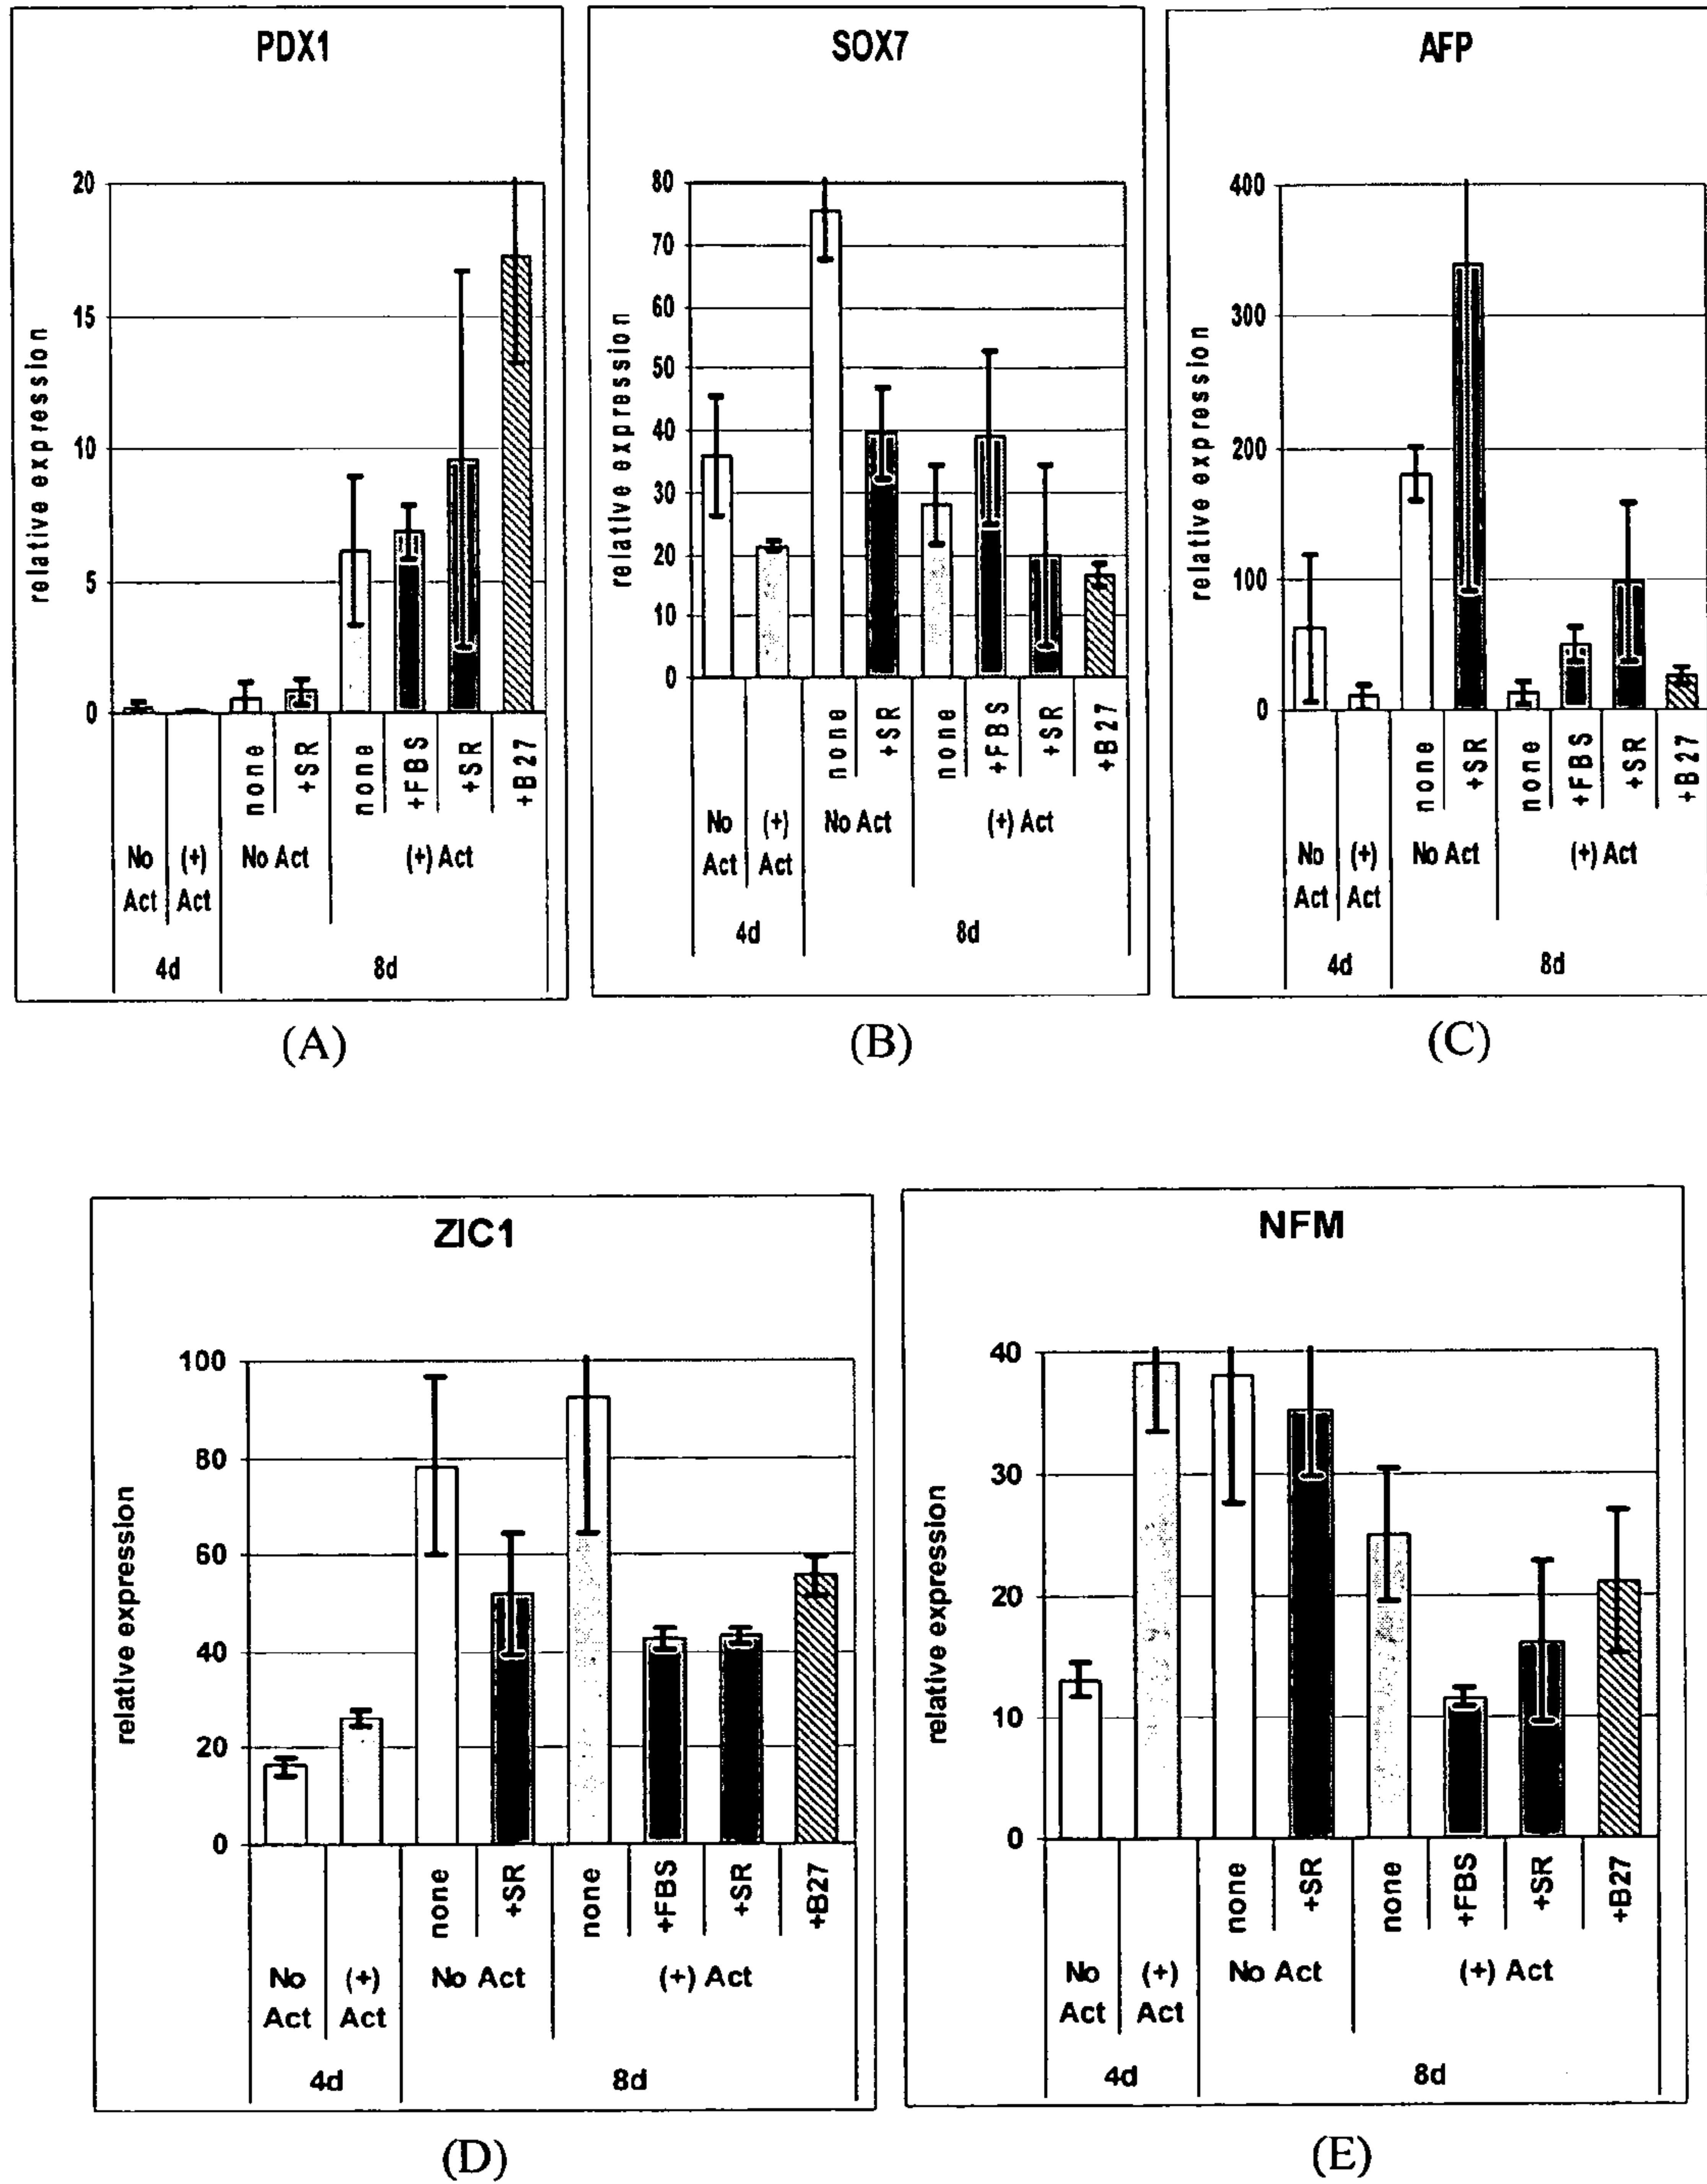 PDX1
20
15
10
5
0
relative expression
none
+SR
none
+FBS
+SR
+B27
No Act
(+) Act
No Act
(+) Act
4d
8d
(A)
SOX7
80
70
60
50
40
30
20
10
0
relative expression
none
+SR
none
+FBS
+SR
+B27
No Act
(+) Act
No Act
(+) Act
4d
8d
(B)
AFP
400
300
200
100
0
relative expression
none
+SR
none
+FBS
+SR
+B27
No Act
(+) Act
No Act
(+) Act
4d
8d
(C)
ZIC1
100
80
60
40
20
0
relative expression
none
+SR
none
+FBS
+SR
+B27
No Act
(+) Act
No Act
(+) Act
4d
8d
(D)
NFM
40
30
20
10
0
relative expression
none
+SR
none
+FBS
+SR
+B27
No Act
(+) Act
No Act
(+) Act
4d
8d
(E)